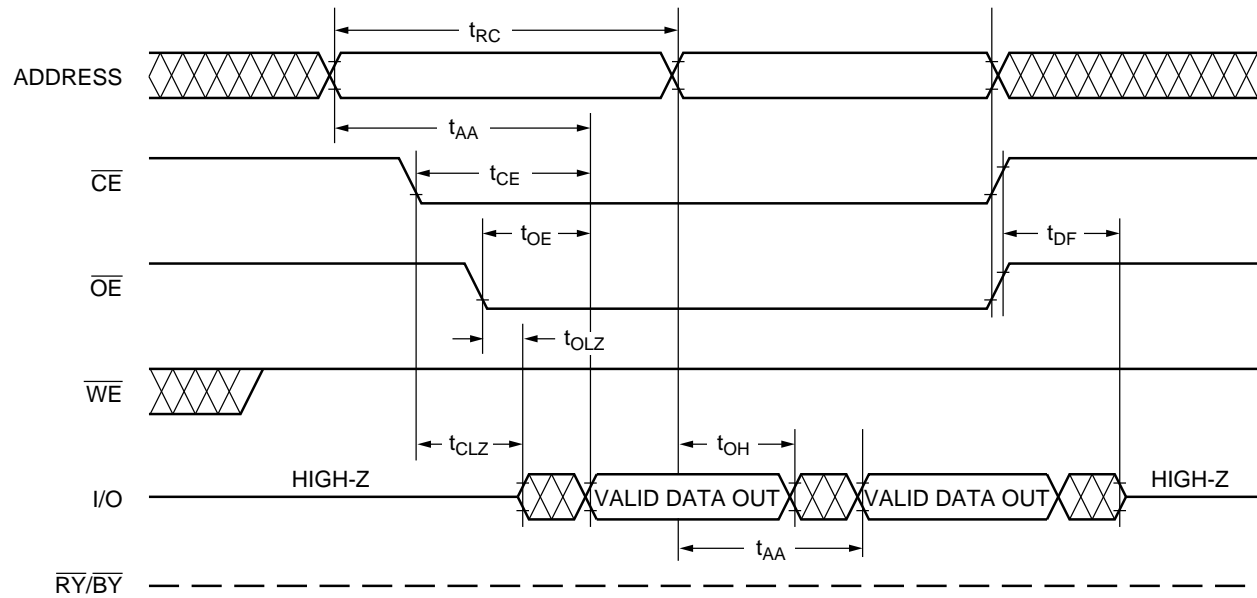 tRC
ADDRESS
tAA
CE
tCE
tOE
tDF
OE
tOLZ
WE
tCLZ
tOH
HIGH-Z
HIGH-Z
I/O
VALID DATA OUT
VALID DATA OUT
tAA
RY/BY